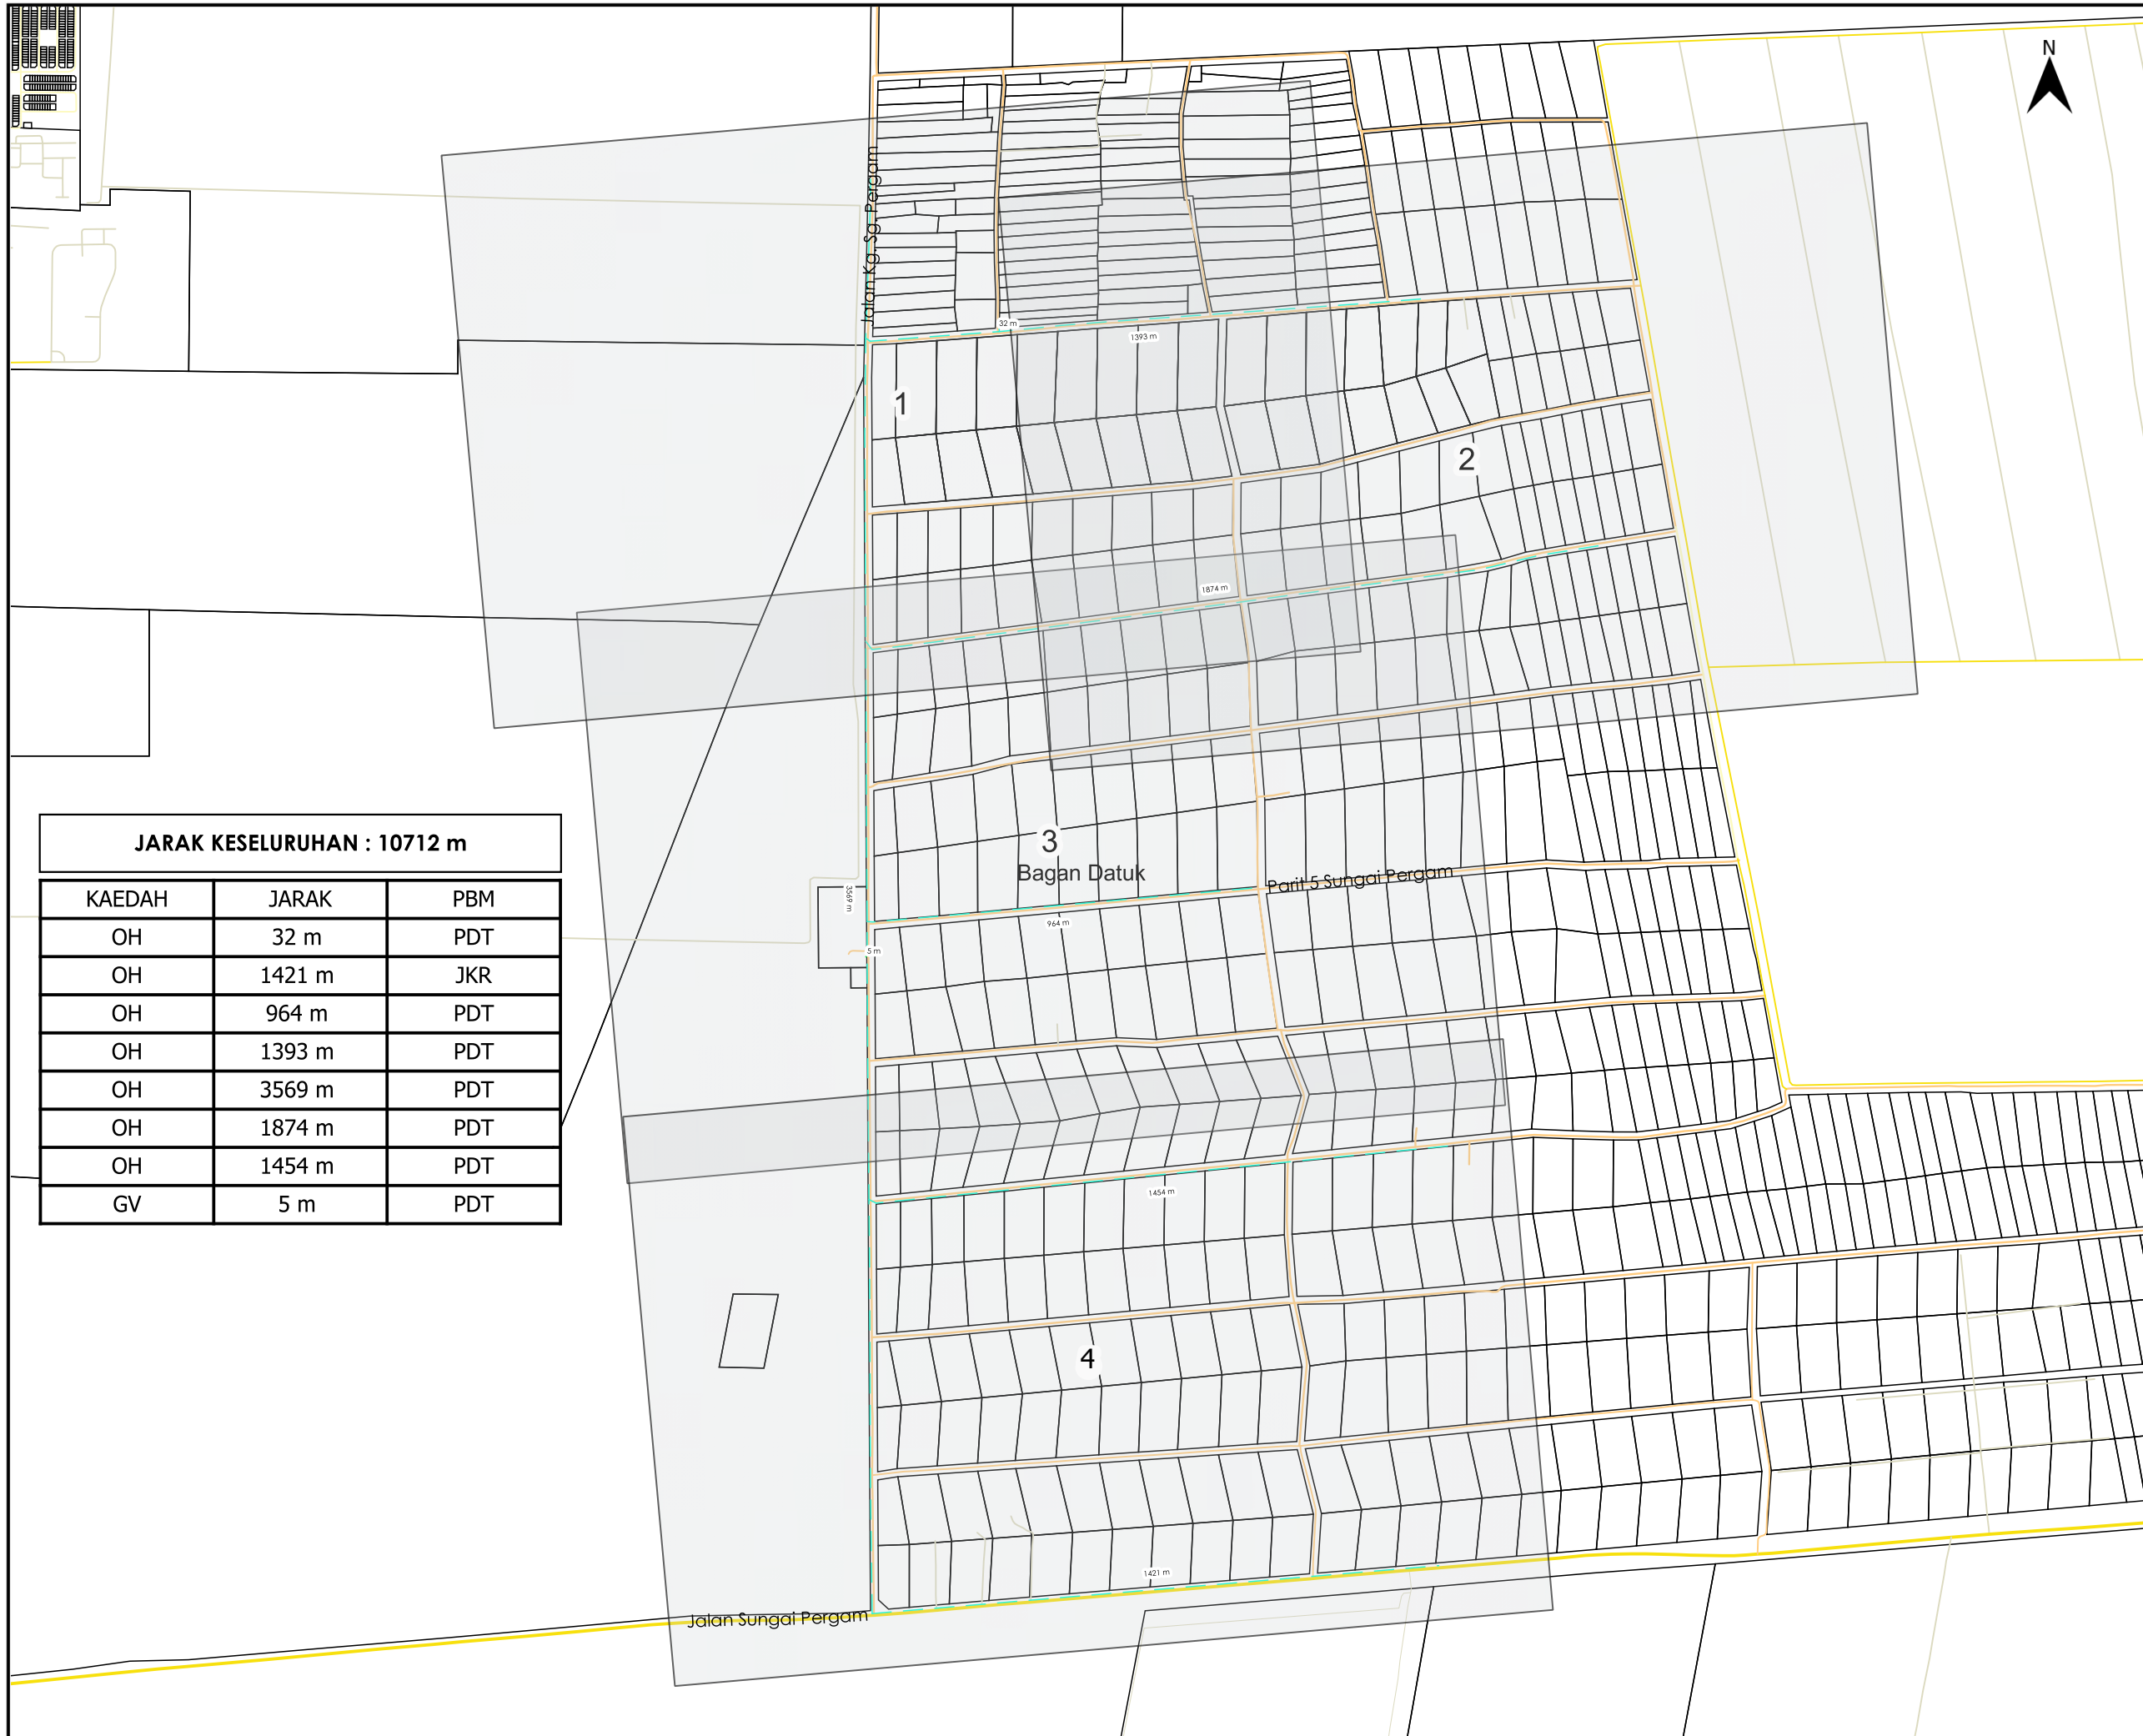 N
Jalan Kg. Sg Pergam
32 m
1393 m
1
2
1874 m
JARAK KESELURUHAN : 10712 m
KAEDAH JARAK PBM
OH 32 m PDT
OH 1421 m JKR
OH 964 m PDT
OH 1393 m PDT
OH 3569 m PDT
OH 1874 m PDT
OH 1454 m PDT
GV 5 m PDT
3
Bagan Datuk
Parit 5 Sungai Pergam
3569 m
964 m
5 m
1454 m
4
1421 m
Jalan Sungai Pergam